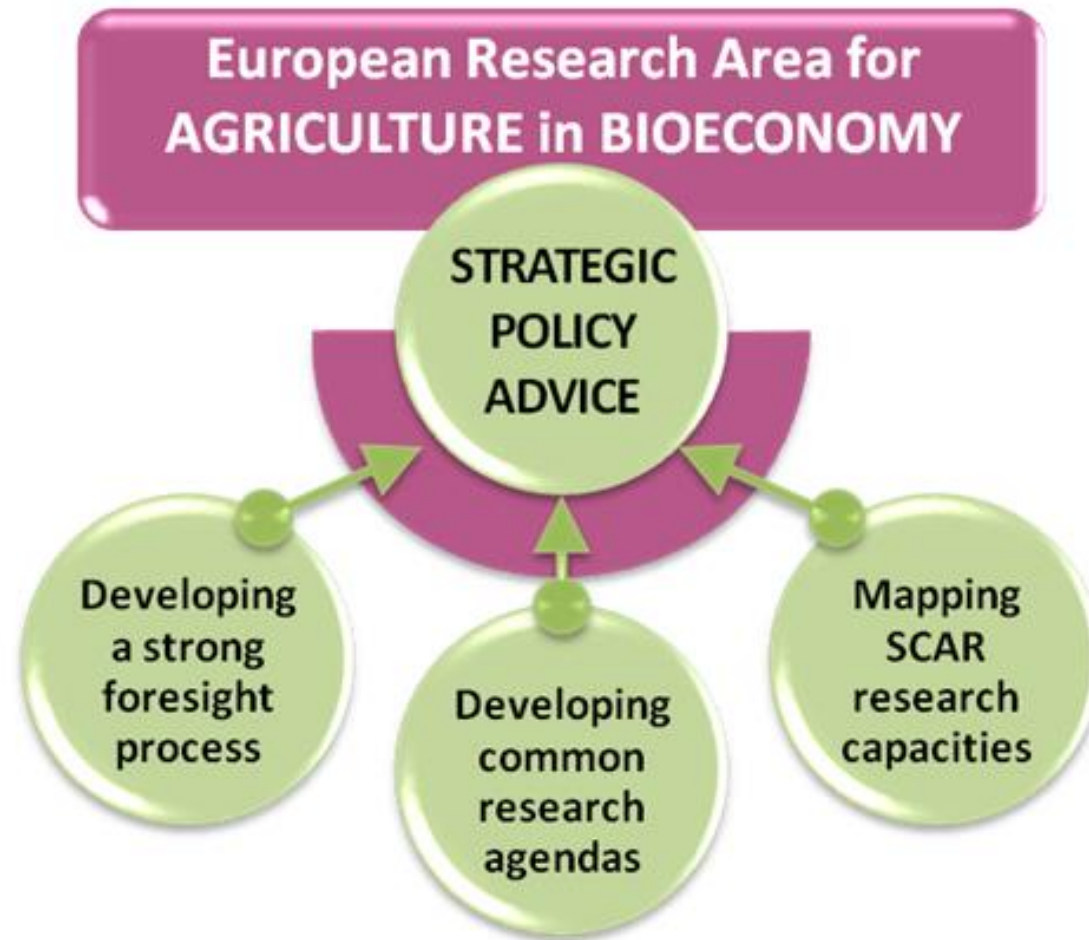 European Research Area for
AGRICULTURE in BIOECONOMY
STRATEGIC
POLICY
ADVICE
Developing
a strong
foresight
process
Developing
common
research
agendas
Mapping
SCAR
research
capacities